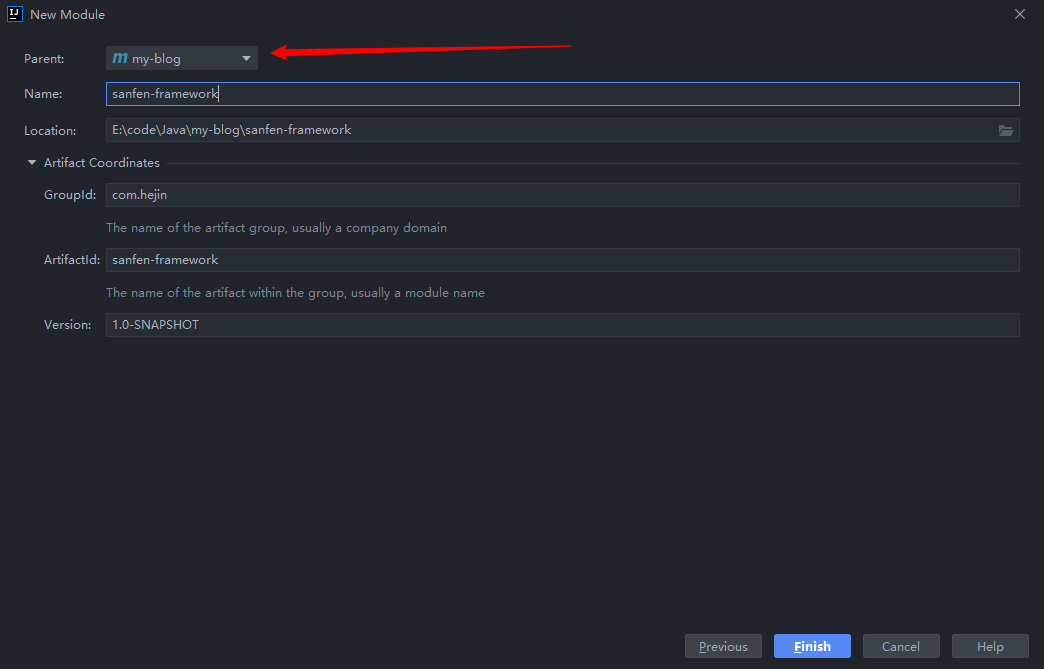 IJ New Module
Parent: m my-blog
Name: sanfen-framework
Location: E:\code\Java\my-blog\sanfen-framework
Artifact Coordinates
GroupId: com.hejin
The name of the artifact group, usually a company domain
ArtifactId: sanfen-framework
The name of the artifact within the group, usually a module name
Version: 1.0-SNAPSHOT
Previous Finish Cancel Help